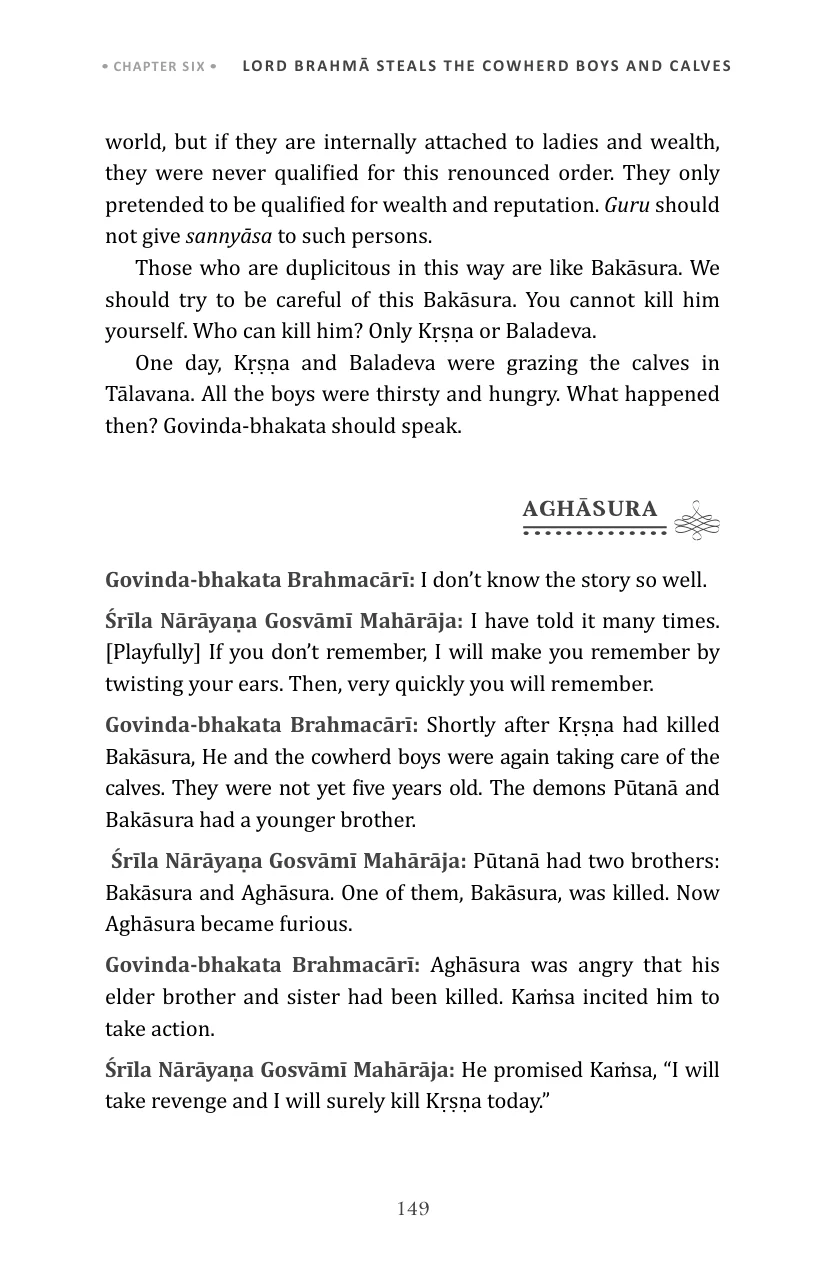 • CHAPTER SIX • LORD BRAHMĀ STEALS THE COWHERD BOYS AND CALVES
world, but if they are internally attached to ladies and wealth,
they were never qualified for this renounced order. They only
pretended to be qualified for wealth and reputation. Guru should
not give sannyāsa to such persons.
Those who are duplicitous in this way are like Bakāsura. We
should try to be careful of this Bakāsura. You cannot kill him
yourself. Who can kill him? Only Kṛṣṇa or Baladeva.
One day, Kṛṣṇa and Baladeva were grazing the calves in
Tālavana. All the boys were thirsty and hungry. What happened
then? Govinda-bhakata should speak.
AGHĀSURA
Govinda-bhakata Brahmacārī: I don’t know the story so well.
Śrīla Nārāyaṇa Gosvāmī Mahārāja: I have told it many times.
[Playfully] If you don’t remember, I will make you remember by
twisting your ears. Then, very quickly you will remember.
Govinda-bhakata Brahmacārī: Shortly after Kṛṣṇa had killed
Bakāsura, He and the cowherd boys were again taking care of the
calves. They were not yet five years old. The demons Pūtanā and
Bakāsura had a younger brother.
Śrīla Nārāyaṇa Gosvāmī Mahārāja: Pūtanā had two brothers:
Bakāsura and Aghāsura. One of them, Bakāsura, was killed. Now
Aghāsura became furious.
Govinda-bhakata Brahmacārī: Aghāsura was angry that his
elder brother and sister had been killed. Kaṁsa incited him to
take action.
Śrīla Nārāyaṇa Gosvāmī Mahārāja: He promised Kaṁsa, “I will
take revenge and I will surely kill Kṛṣṇa today.”
149